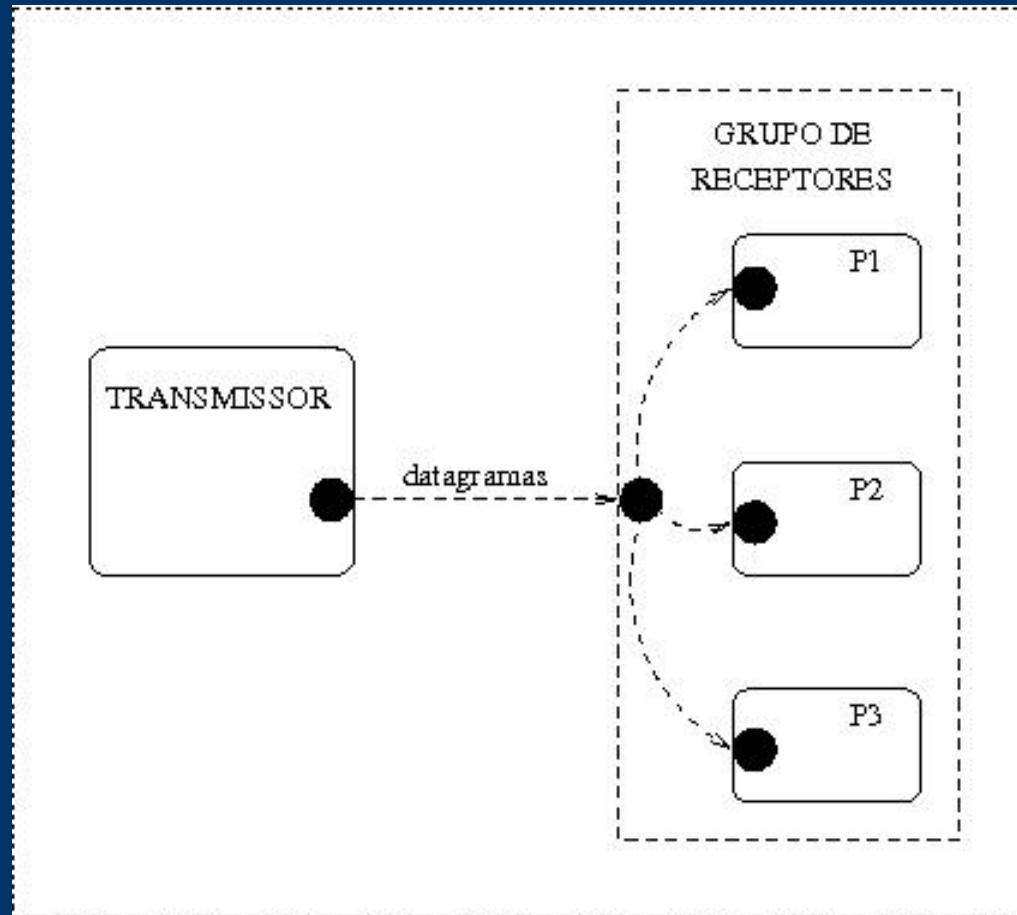 GRUPO DE
RECEPTORES
P1
TRANSMISSOR
datagramas
P2
P3